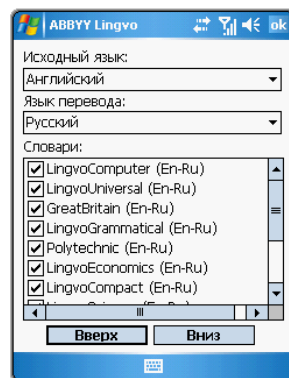 ABBYY Lingvo ok
Исходный язык:
Английский
Язык перевода:
Русский
Словари:
LingvoComputer (En-Ru)
LingvoUniversal (En-Ru)
GreatBritain (En-Ru)
LingvoGrammatical (En-Ru)
Polytechnic (En-Ru)
LingvoEconomics (En-Ru)
LingvoCompact (En-Ru)
Вверх Вниз